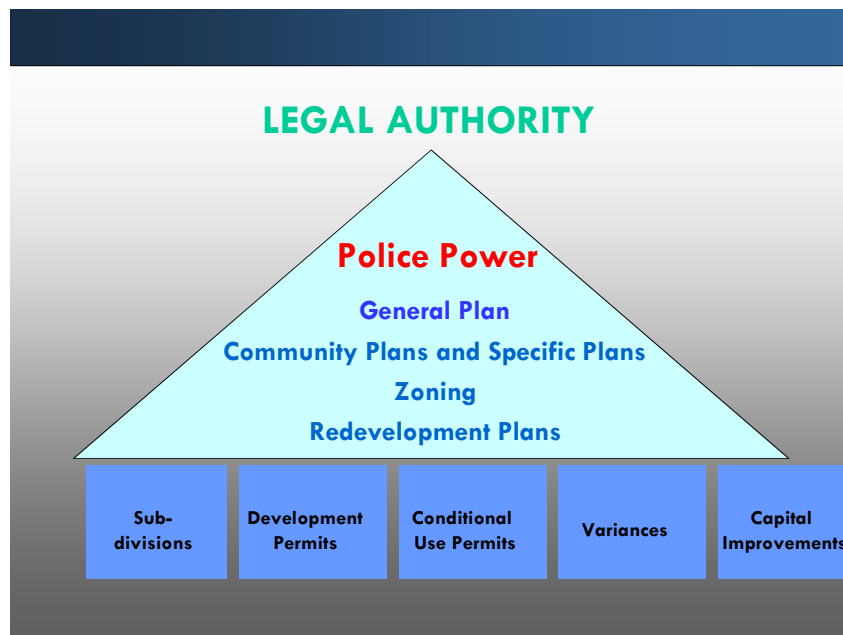 LEGAL AUTHORITY
Police Power
General Plan
Community Plans and Specific Plans
Zoning
Redevelopment Plans
Sub-
divisions
Development
Permits
Conditional
Use Permits
Variances
Capital
Improvements